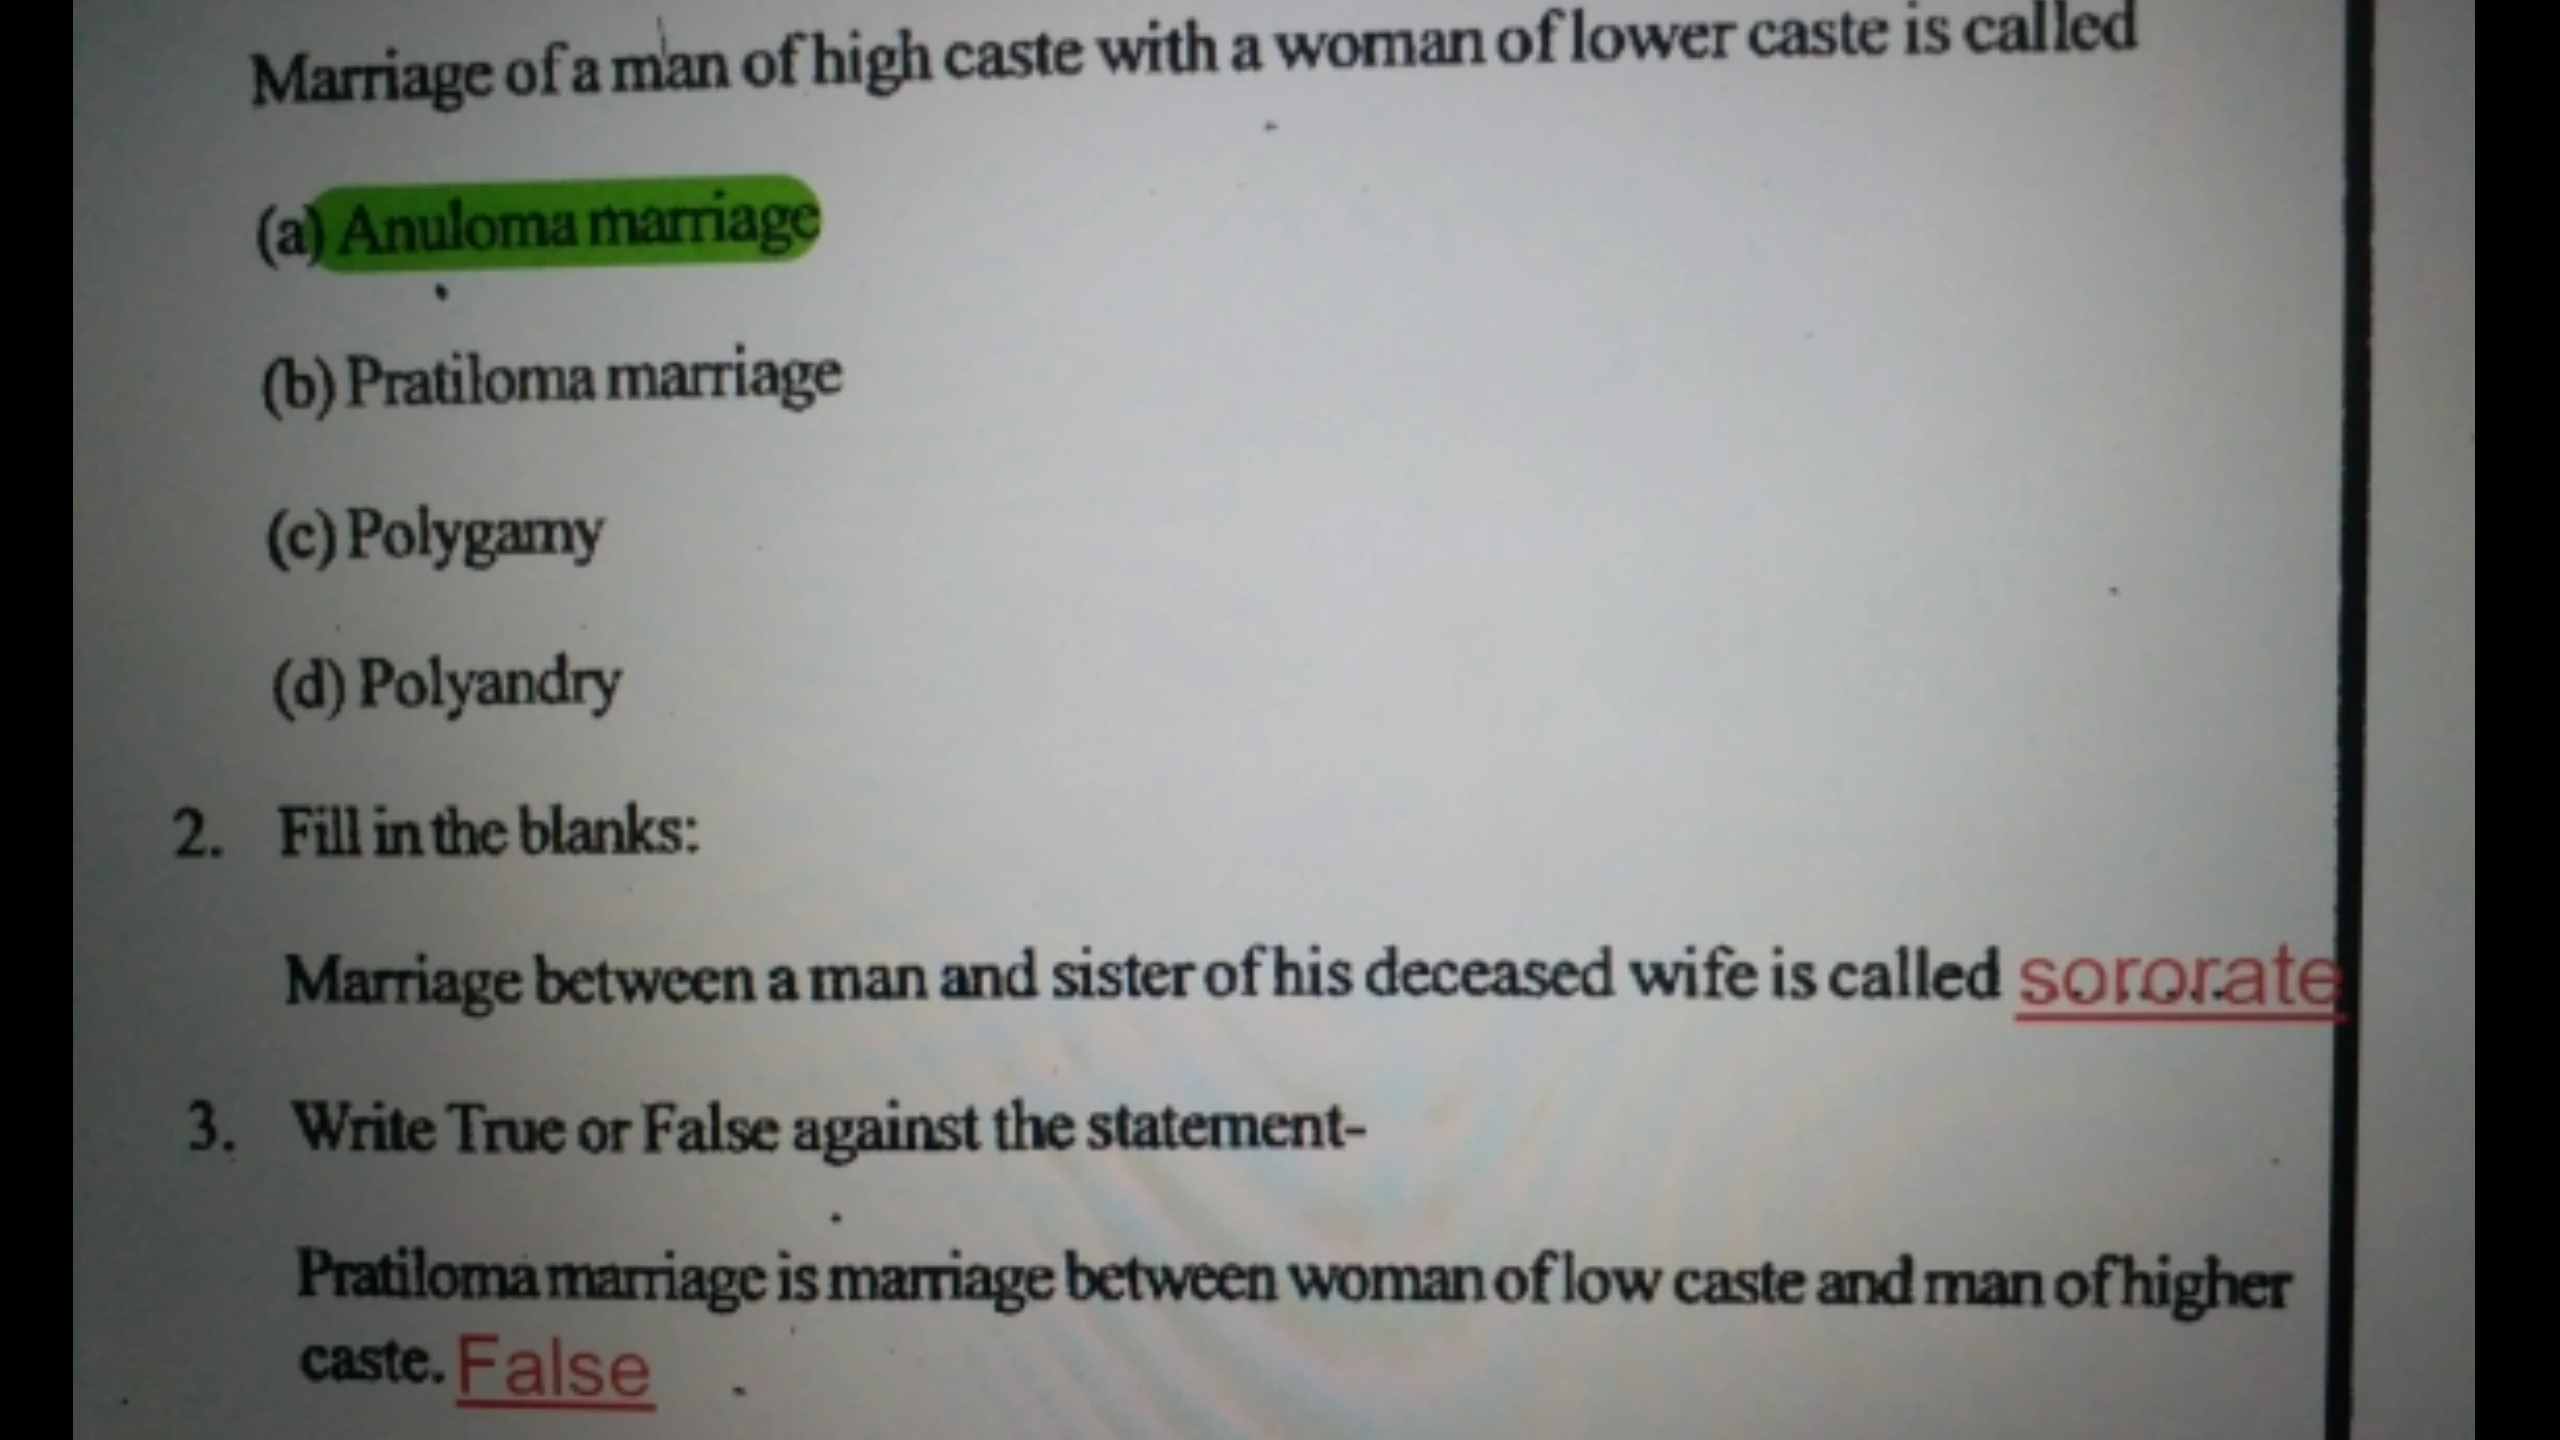 Marriage of a man of high caste with a woman of lower caste is called
(a) Anuloma marriage
(b) Pratiloma marriage
(c) Polygamy
(d) Polyandry
2. Fill in the blanks:
Marriage between a man and sister of his deceased wife is called sororate
3. Write True or False against the statement-
Pratiloma marriage is marriage between woman of low caste and man of higher
caste. False